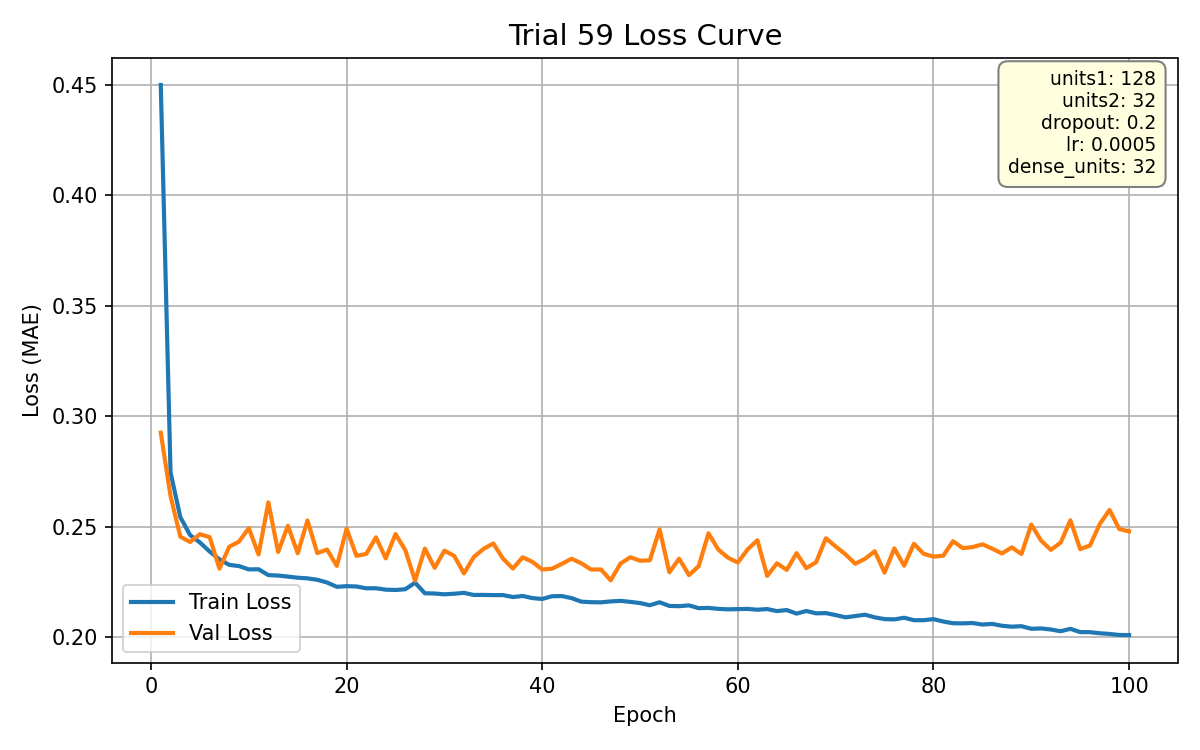 Trial 59 Loss Curve
units1: 128
units2: 32
dropout: 0.2
lr: 0.0005
dense_units: 32
Loss (MAE)
0.45
0.40
0.35
0.30
0.25
0.20
Train Loss
Val Loss
0 20 40 60 80 100
Epoch